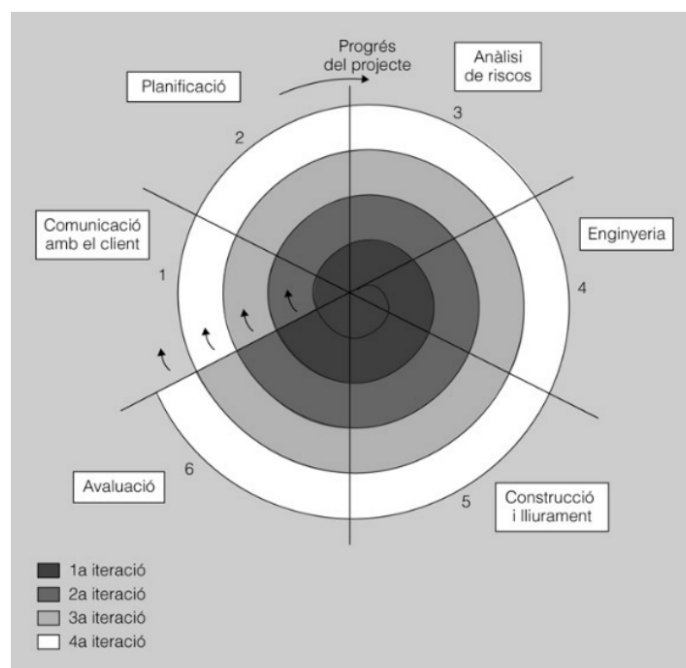 Progrés
del projecte
Anàlisi
de riscos
Planificació
3
2
Comunicació
amb el client
Enginyeria
1
4
6
Avaluació
5
Construcció
i lliurament
1a iteració
2a iteració
3a iteració
4a iteració